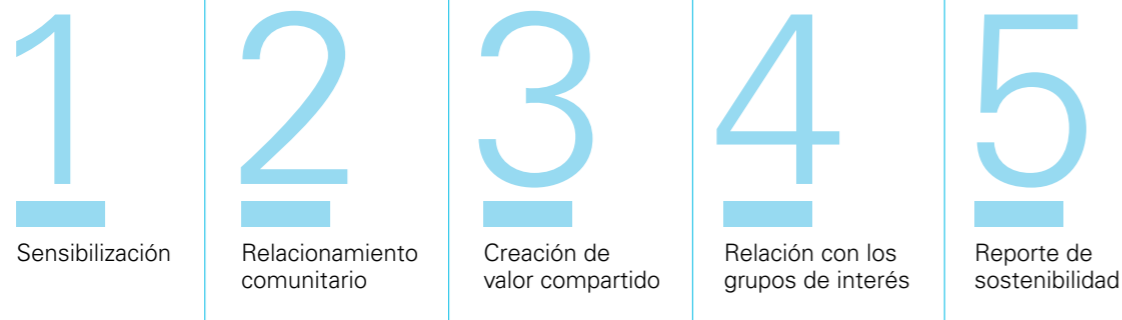 1
Sensibilización
2
Relacionamiento
comunitario
3
Creación de
valor compartido
4
Relación con los
grupos de interés
5
Reporte de
sostenibilidad